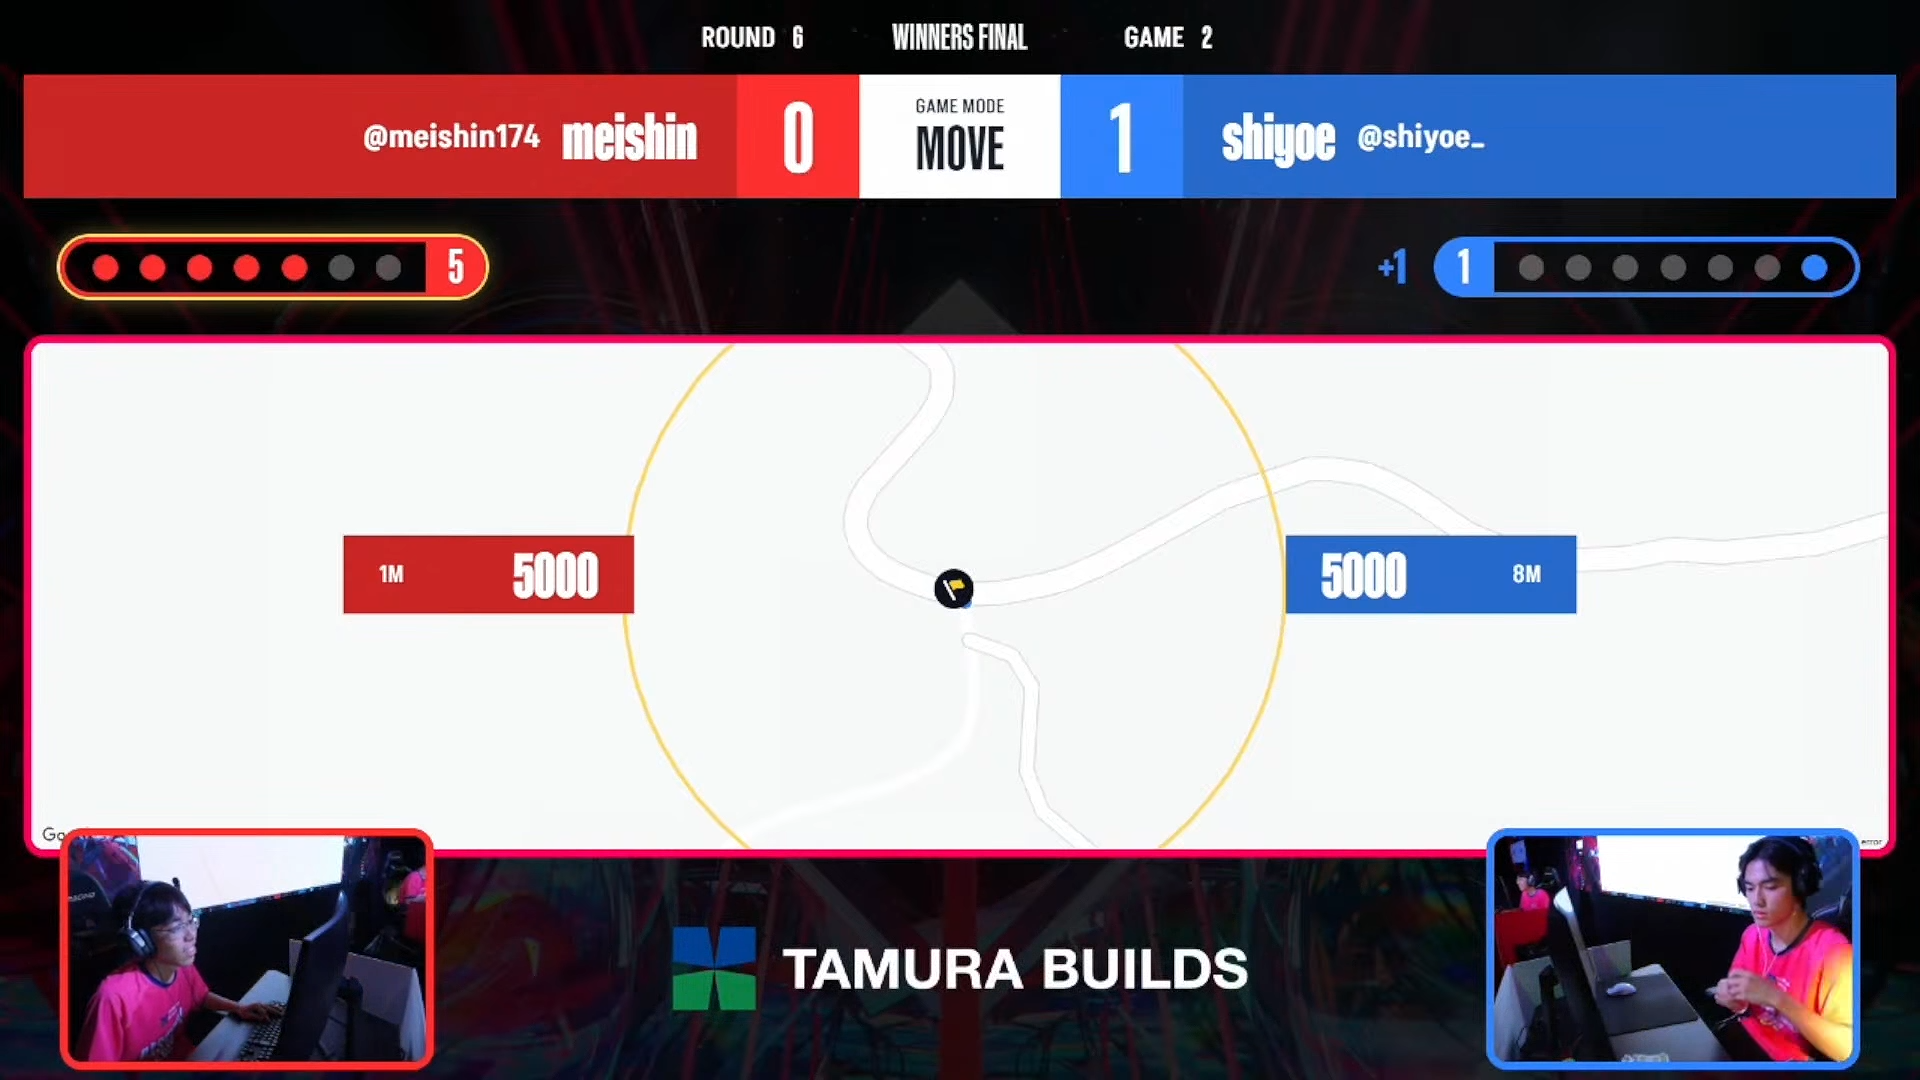 ROUND 6 WINNERS FINAL GAME 2
@meishin174 meishin 0 GAME MODE 1 shiyoe @shiyoe_
MOVE
5 +1 1
1M 5000 5000 8M
error
TAMURA BUILDS